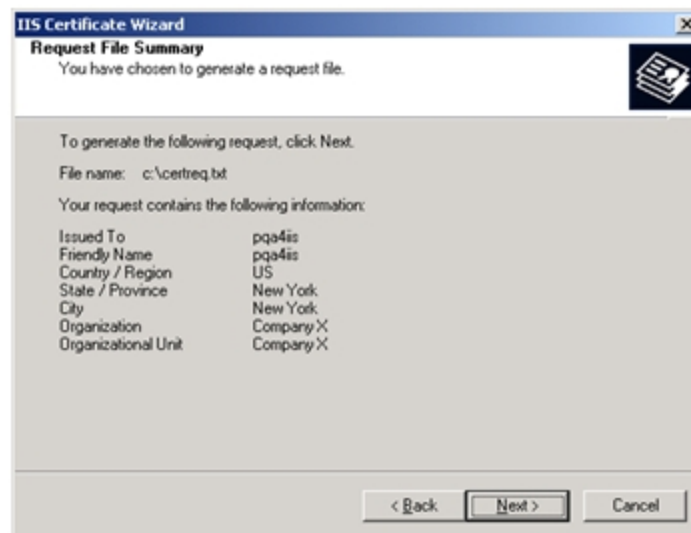 IIS Certificate Wizard
Request File Summary
You have chosen to generate a request file.
To generate the following request, click Next.
File name: c:\certreq.txt
Your request contains the following information:
Issued To pqa4iis
Friendly Name pqa4iis
Country / Region US
State / Province New York
City New York
Organization Company X
Organizational Unit Company X
< Back Next > Cancel